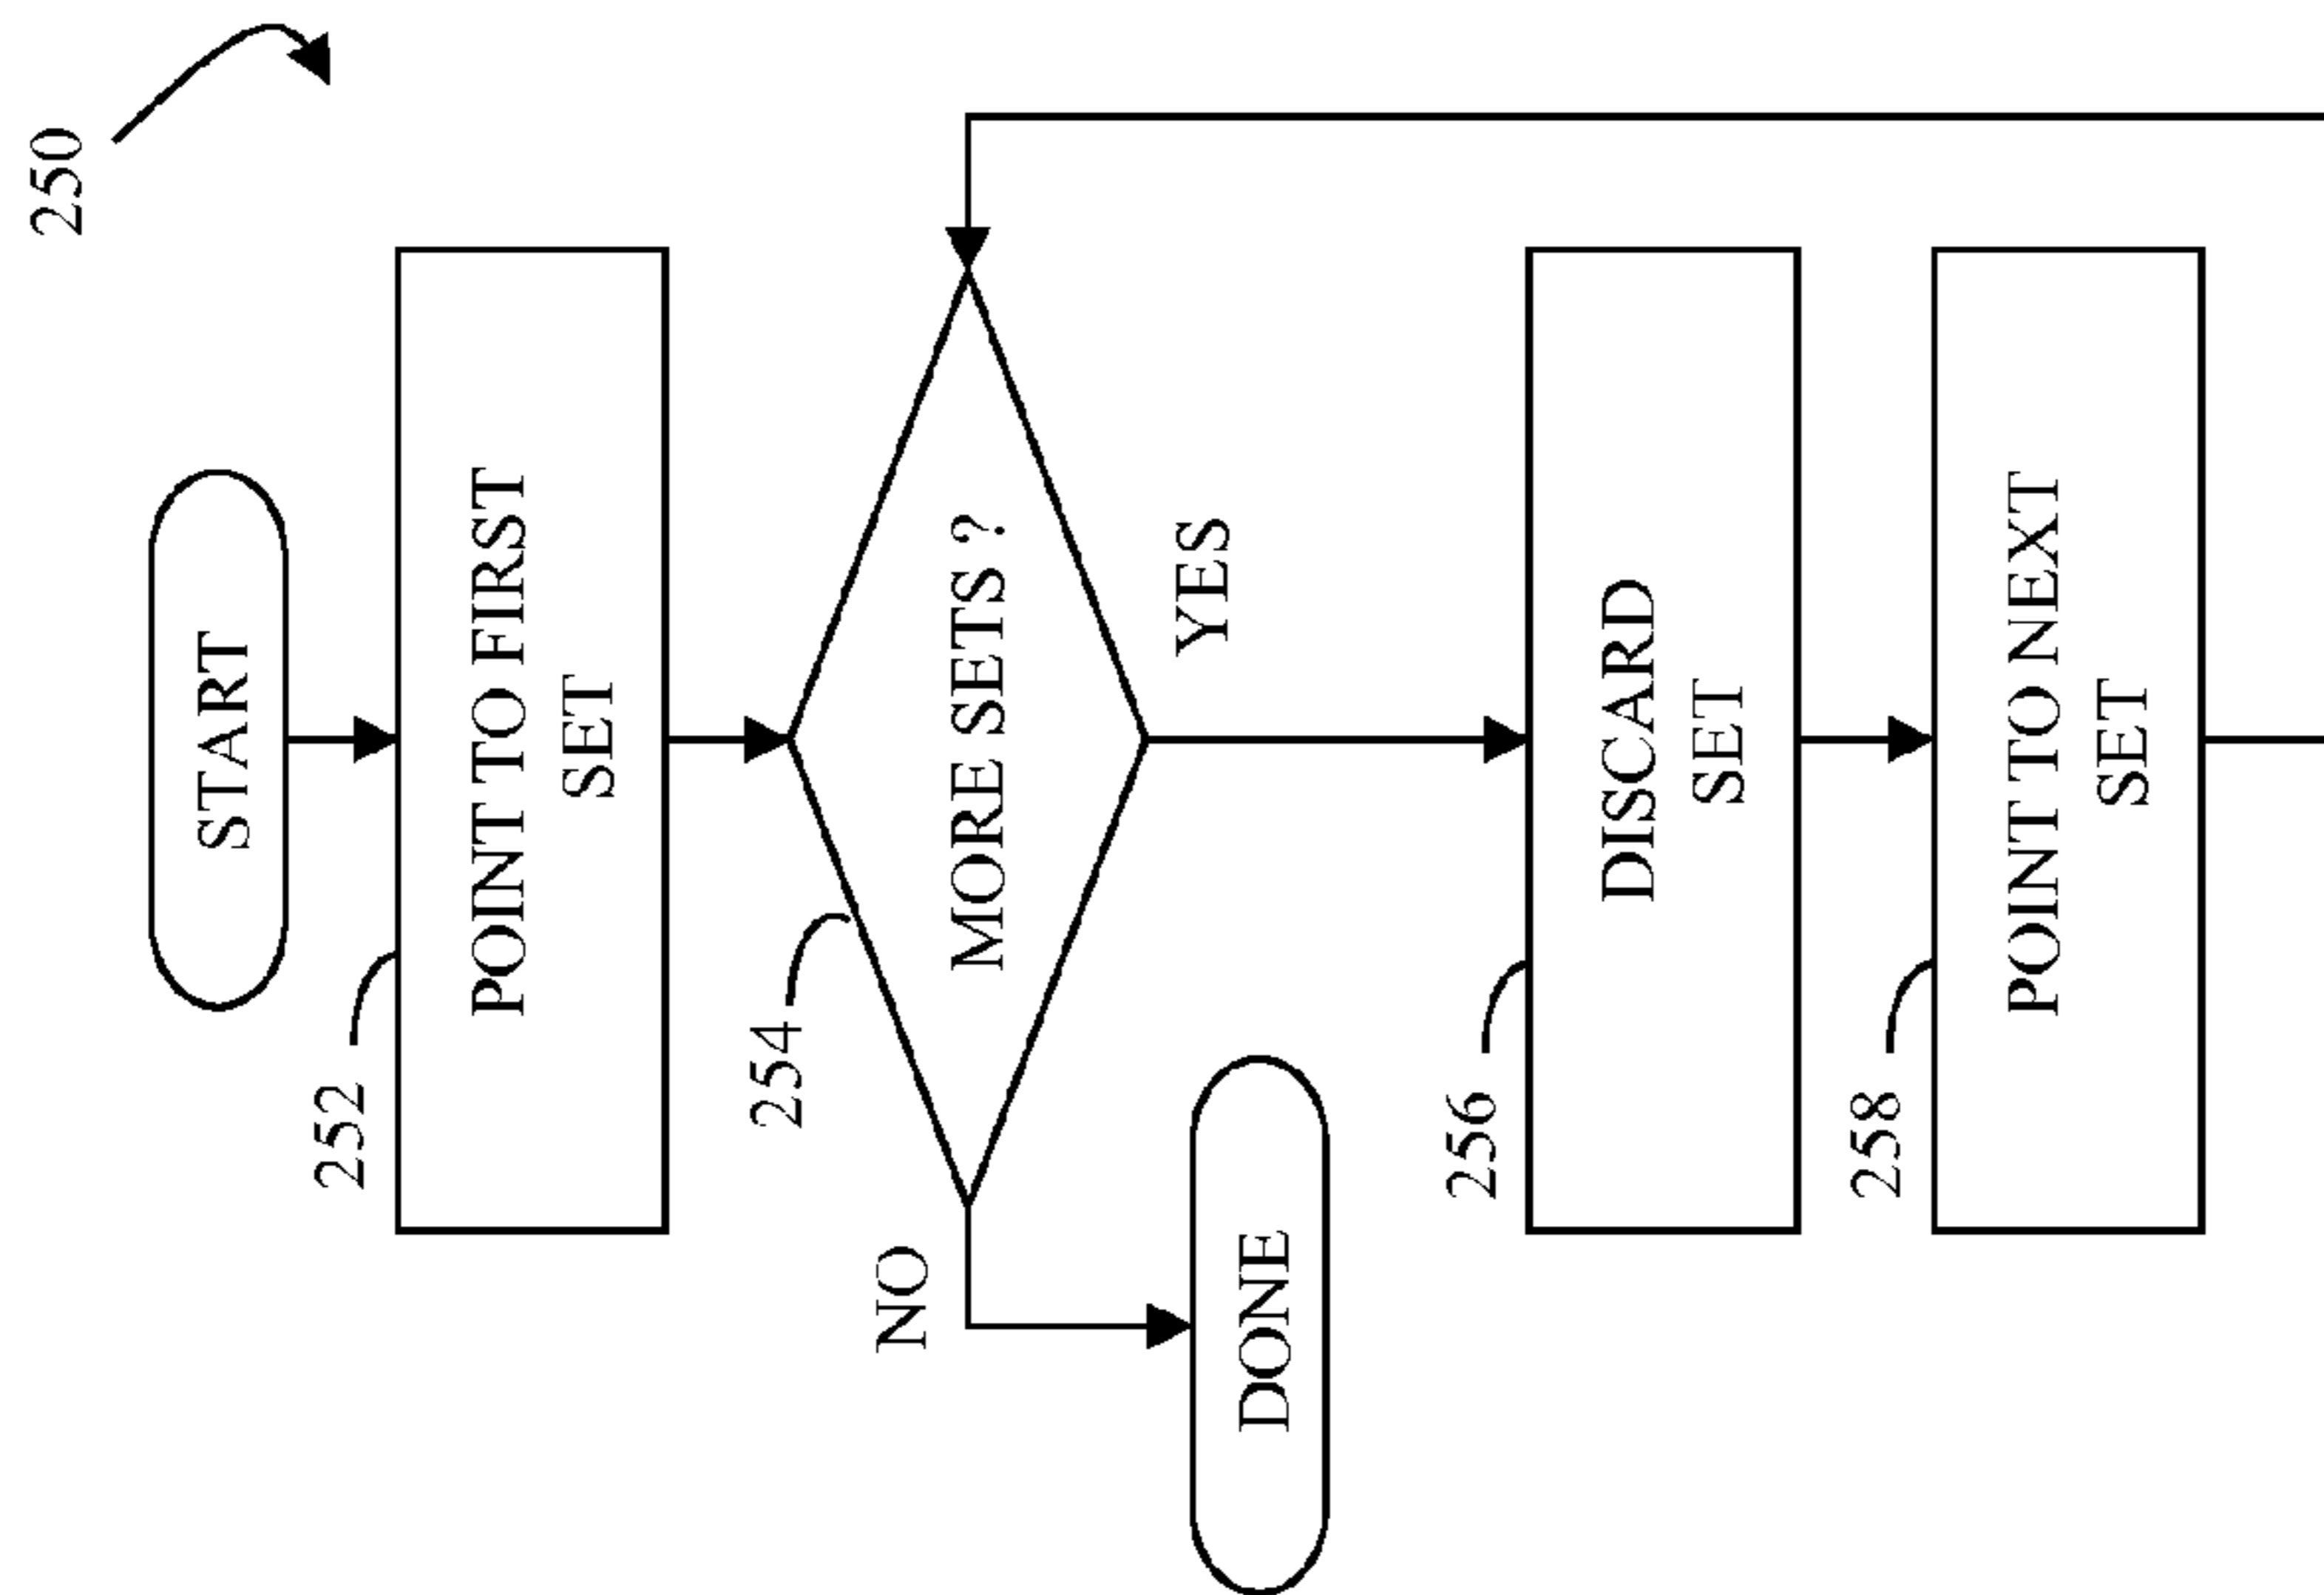 250
START
252
POINT TO FIRST
SET
254
MORE SETS ?
NO
YES
DONE
256
DISCARD
SET
258
POINT TO NEXT
SET